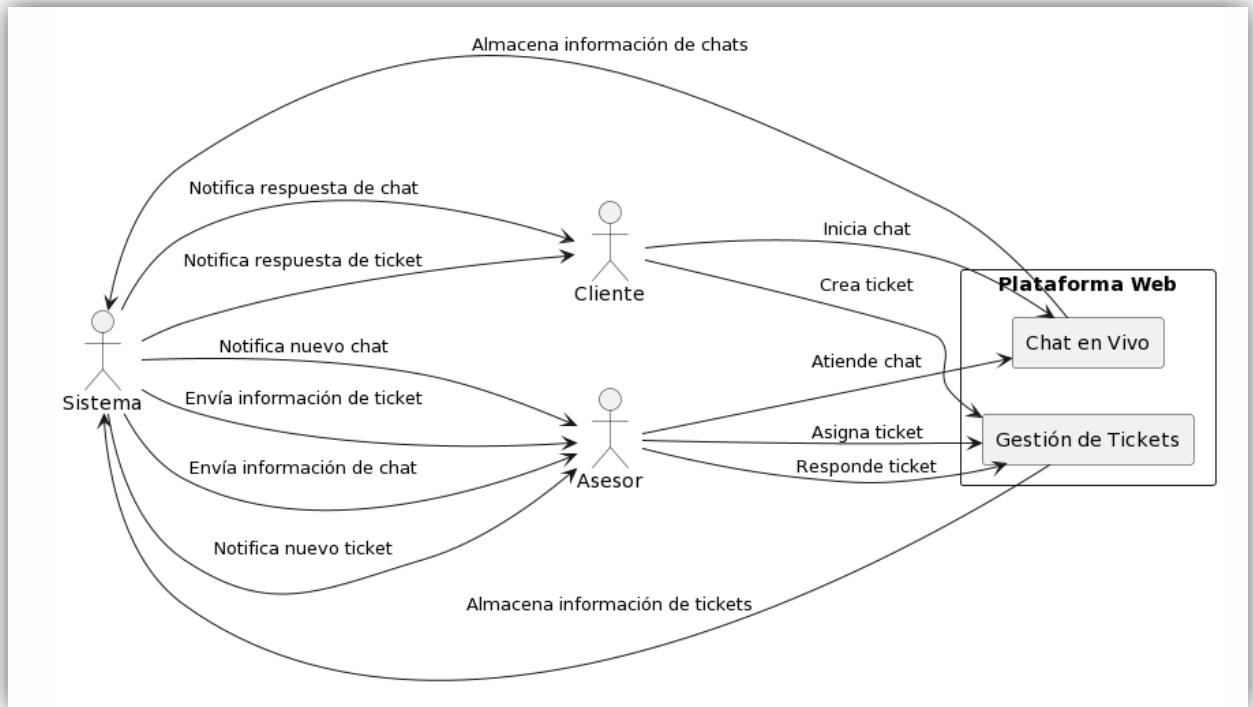 Almacena información de chats
Notifica respuesta de chat
Inicia chat
Notifica respuesta de ticket
Crea ticket
Plataforma Web
Cliente
Chat en Vivo
Notifica nuevo chat
Atiende chat
Sistema
Envía información de ticket
Asigna ticket
Gestión de Tickets
Envía información de chat
Responde ticket
Asesor
Notifica nuevo ticket
Almacena información de tickets